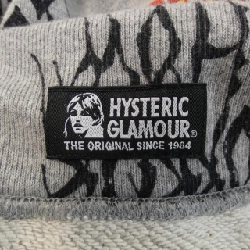 HYSTERIC
GLAMOUR®
THE ORIGINAL SINCE 1984